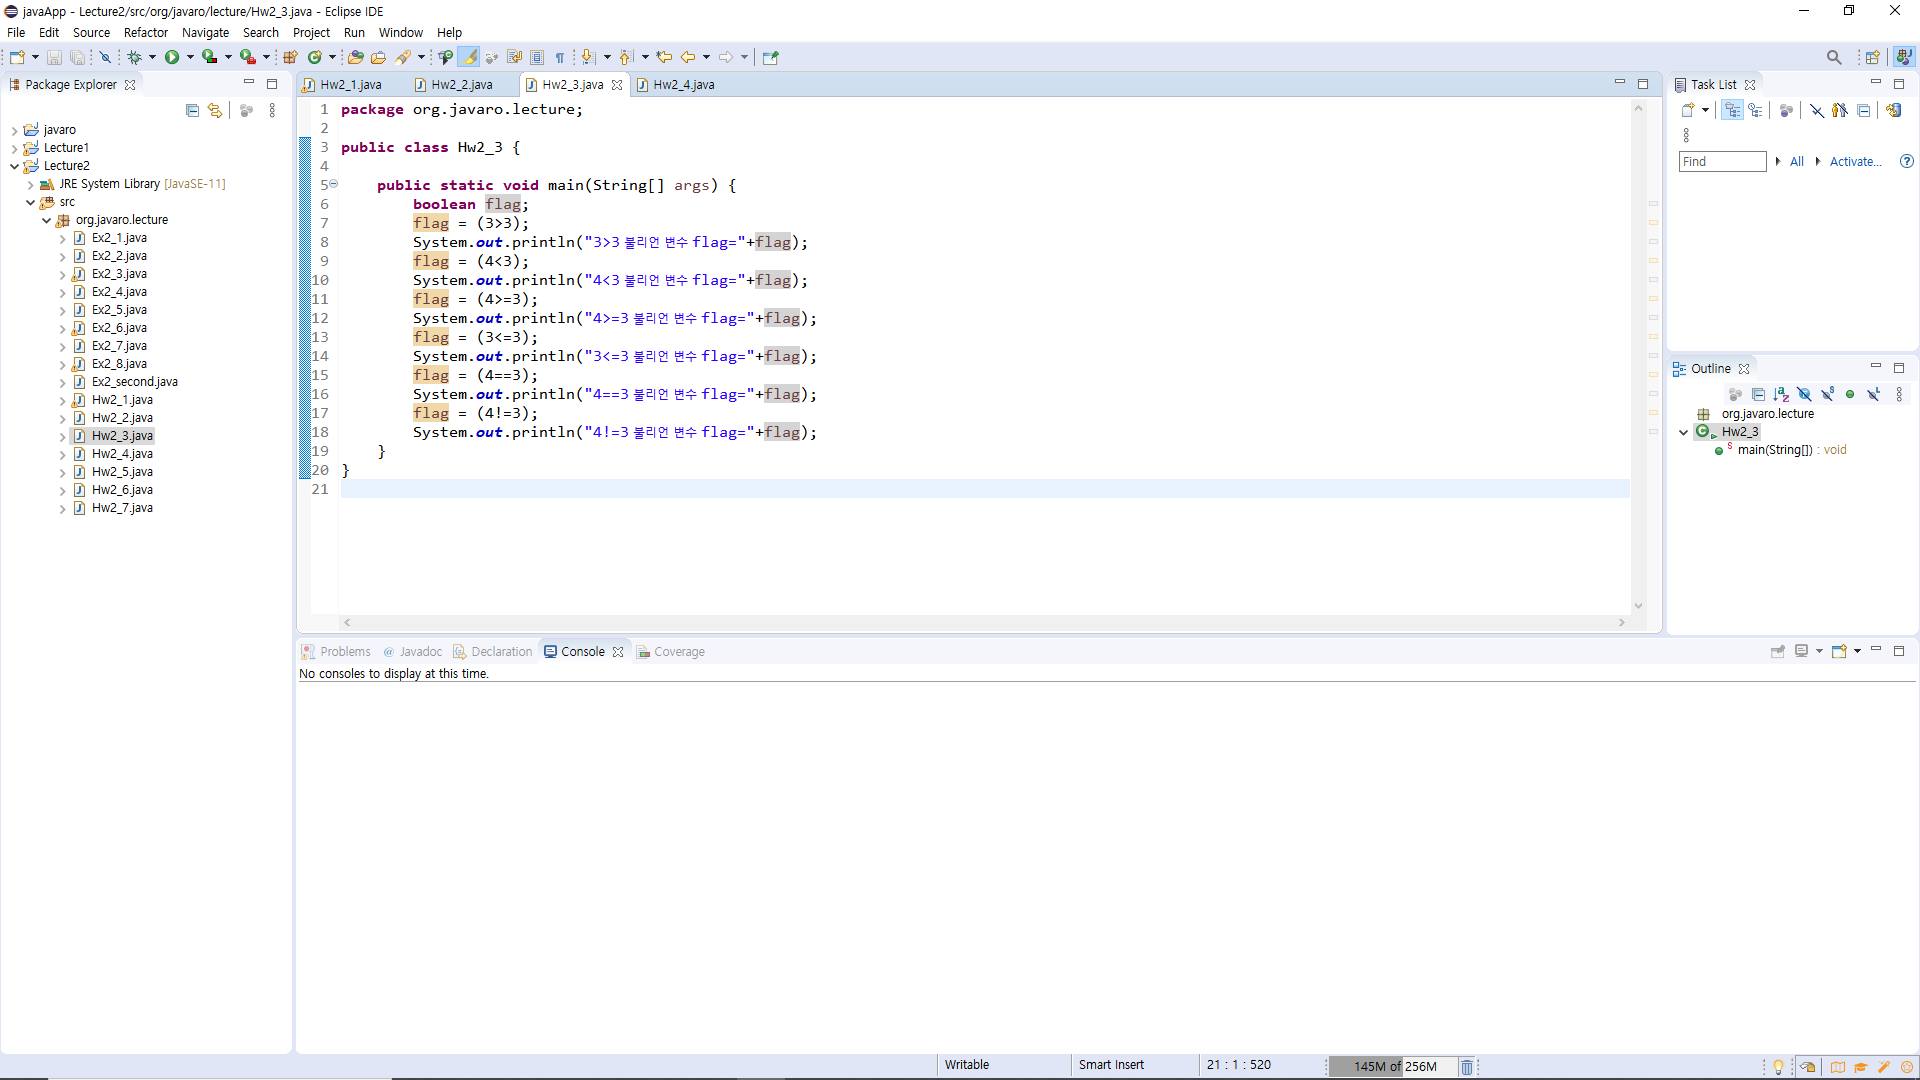 javaApp - Lecture2/src/org/javaro/lecture/Hw2_3.java - Eclipse IDE
File Edit Source Refactor Navigate Search Project Run Window Help
Package Explorer
javaro
Lecture1
Lecture2
JRE System Library [JavaSE-11]
src
org.javaro.lecture
Ex2_1.java
Ex2_2.java
Ex2_3.java
Ex2_4.java
Ex2_5.java
Ex2_6.java
Ex2_7.java
Ex2_8.java
Ex2_second.java
Hw2_1.java
Hw2_2.java
Hw2_3.java
Hw2_4.java
Hw2_5.java
Hw2_6.java
Hw2_7.java
Hw2_1.java Hw2_2.java Hw2_3.java Hw2_4.java
1 package org.javaro.lecture;
2
3 public class Hw2_3 {
4
5 public static void main(String[] args) {
6 boolean flag;
7 flag = (3>3);
8 System.out.println("3>3 불리언 변수 flag="+flag);
9 flag = (4<3);
10 System.out.println("4<3 불리언 변수 flag="+flag);
11 flag = (4>=3);
12 System.out.println("4>=3 불리언 변수 flag="+flag);
13 flag = (3<=3);
14 System.out.println("3<=3 불리언 변수 flag="+flag);
15 flag = (4==3);
16 System.out.println("4==3 불리언 변수 flag="+flag);
17 flag = (4!=3);
18 System.out.println("4!=3 불리언 변수 flag="+flag);
19 }
20 }
21
Task List
Find All Activate...
Outline
org.javaro.lecture
Hw2_3
main(String[]) : void
Problems Javadoc Declaration Console Coverage
No consoles to display at this time.
Writable Smart Insert 21 : 1 : 520 145M of 256M